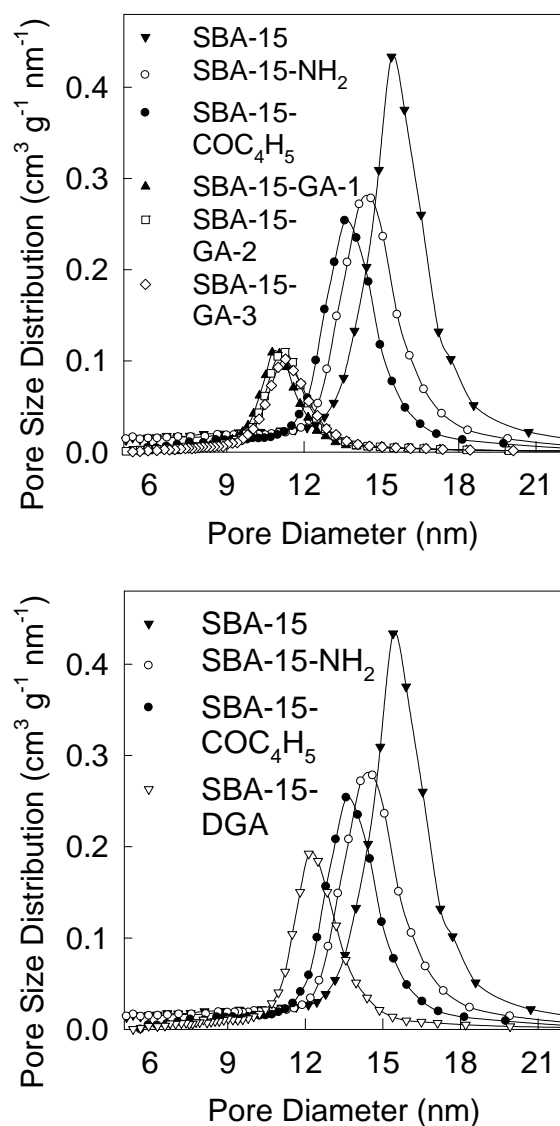 SBA-15
SBA-15-NH₂
SBA-15-
COC₄H₅
SBA-15-GA-1
SBA-15-
GA-2
SBA-15-
GA-3
Pore Size Distribution (cm³ g⁻¹ nm⁻¹)
0.4
0.3
0.2
0.1
0.0
6 9 12 15 18 21
Pore Diameter (nm)
SBA-15
SBA-15-NH₂
SBA-15-
COC₄H₅
SBA-15-
DGA
Pore Size Distribution (cm³ g⁻¹ nm⁻¹)
0.4
0.3
0.2
0.1
0.0
6 9 12 15 18 21
Pore Diameter (nm)